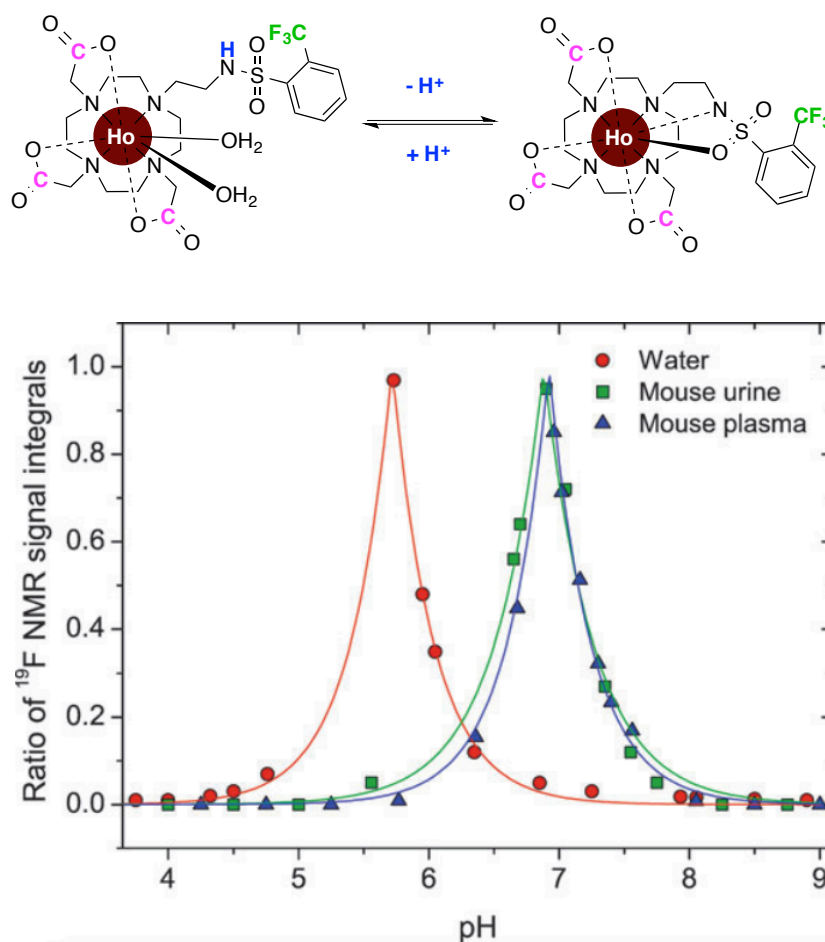 F₃C
O
C
O
H
N
O
S
O
O
N
N
Ho
OH₂
O
N
N
C
O
OH₂
O
C
O
- H⁺
+ H⁺
O
C
O
N
N
N
O
Ho
S
CF₃
O
O
N
N
C
O
O
C
O
Water
Mouse urine
Mouse plasma
Ratio of ¹⁹F NMR signal integrals
1.0
0.8
0.6
0.4
0.2
0.0
4 5 6 7 8 9
pH